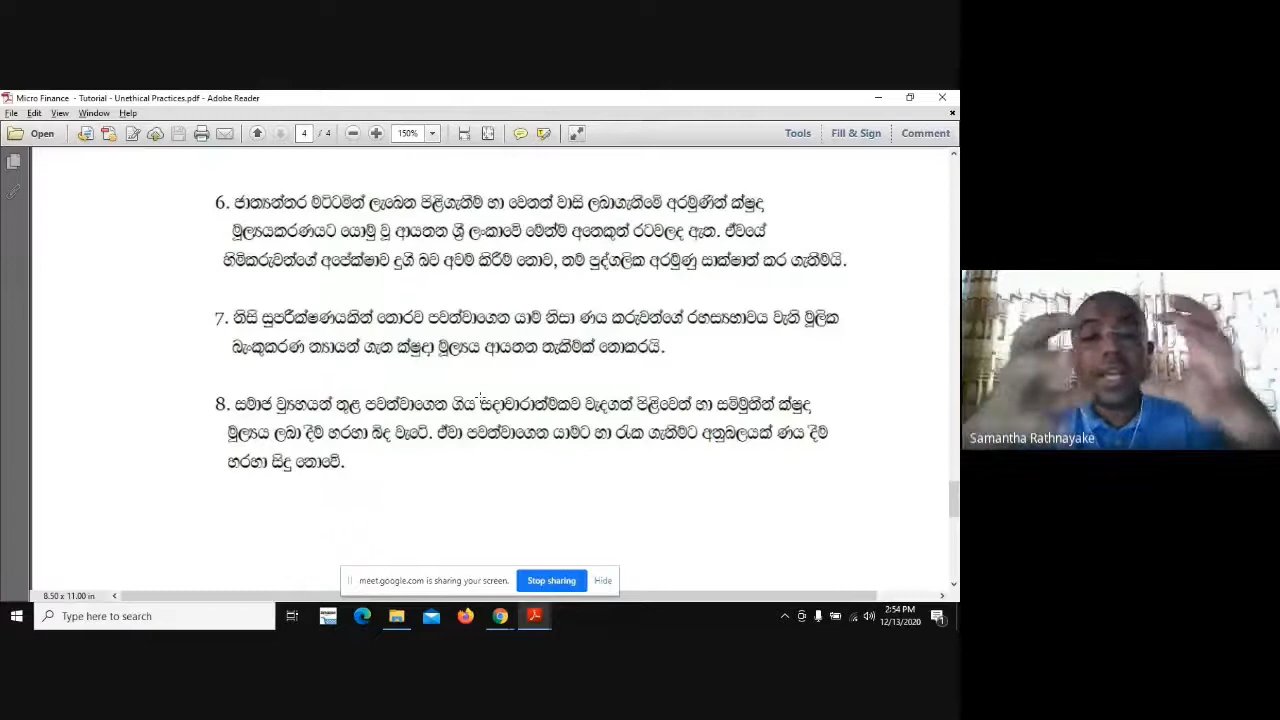 Micro Finance - Tutorial - Unethical Practices.pdf - Adobe Reader
File Edit View Window Help
Open 4 / 4 150% Tools Fill & Sign Comment
6. ජාත්‍යන්තර මට්ටමින් ලැබෙන පිළිගැනීම හා වෙනත් වාසි ලබාගැනීමේ අරමුණින් ක්ෂුද්‍ර
මූල්‍යයකරණයට යොමු වූ ආයතන ශ්‍රී ලංකාවේ මෙන්ම අනෙකුත් රටවලද ඇත. ඒවයේ
හිමිකරුවන්ගේ අපේක්ෂාව දුගී බව අවම කිරීම නොව, තම පුද්ගලික අරමුණු සාක්ෂාත් කර ගැනීමයි.
7. නිසි සුපරීක්ෂණයකින් තොරව පවත්වාගෙන යාම නිසා ණය කරුවන්ගේ රහස්‍යභාවය වැනි මූලික
බැංකුකරණ න්‍යායන් ගැන ක්ෂුද්‍ර මූල්‍යය ආයතන තැකීමක් නොකරයි.
8. සමාජ ව්‍යුහයන් තුළ පවත්වාගෙන ගිය සදාචාරාත්මකව වැදගත් පිළිවෙත් හා සම්මුතීන් ක්ෂුද්‍ර
මූල්‍යය ලබා දීම හරහා බිද වැටේ. ඒවා පවත්වාගෙන යාමට හා රැක ගැනීමට අනුබලයක් ණය දීම
හරහා සිදු නොවේ.
Samantha Rathnayake
meet.google.com is sharing your screen. Stop sharing Hide
8.50 x 11.00 in
Type here to search
2:54 PM
12/13/2020